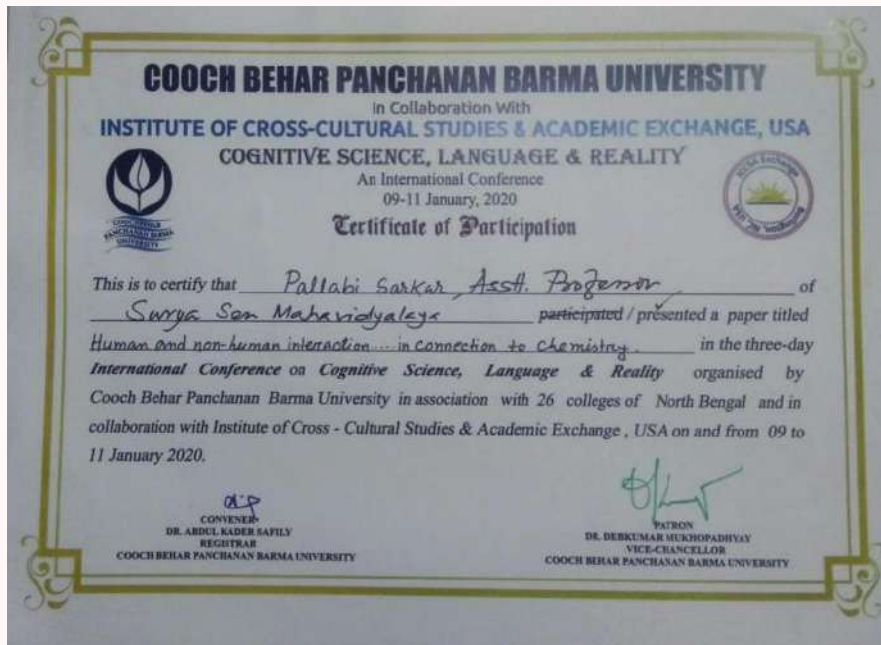 COOCH BEHAR PANCHANAN BARMA UNIVERSITY
in Collaboration With
INSTITUTE OF CROSS-CULTURAL STUDIES & ACADEMIC EXCHANGE, USA
COGNITIVE SCIENCE, LANGUAGE & REALITY
An International Conference
09-11 January, 2020
Certificate of Participation
COOCH BEHAR
PANCHANAN BARMA
UNIVERSITY
This is to certify that Pallabi Sarkar, Asstt. Professor of
Surya Sen Mahavidyalaya participated / presented a paper titled
Human and non-human interaction.... in connection to chemistry. in the three-day
International Conference on Cognitive Science, Language & Reality organised by
Cooch Behar Panchanan Barma University in association with 26 colleges of North Bengal and in
collaboration with Institute of Cross - Cultural Studies & Academic Exchange , USA on and from 09 to
11 January 2020.
CONVENER
DR. ABDUL KADER SAFILY
REGISTRAR
COOCH BEHAR PANCHANAN BARMA UNIVERSITY
PATRON
DR. DEBKUMAR MUKHOPADHYAY
VICE-CHANCELLOR
COOCH BEHAR PANCHANAN BARMA UNIVERSITY